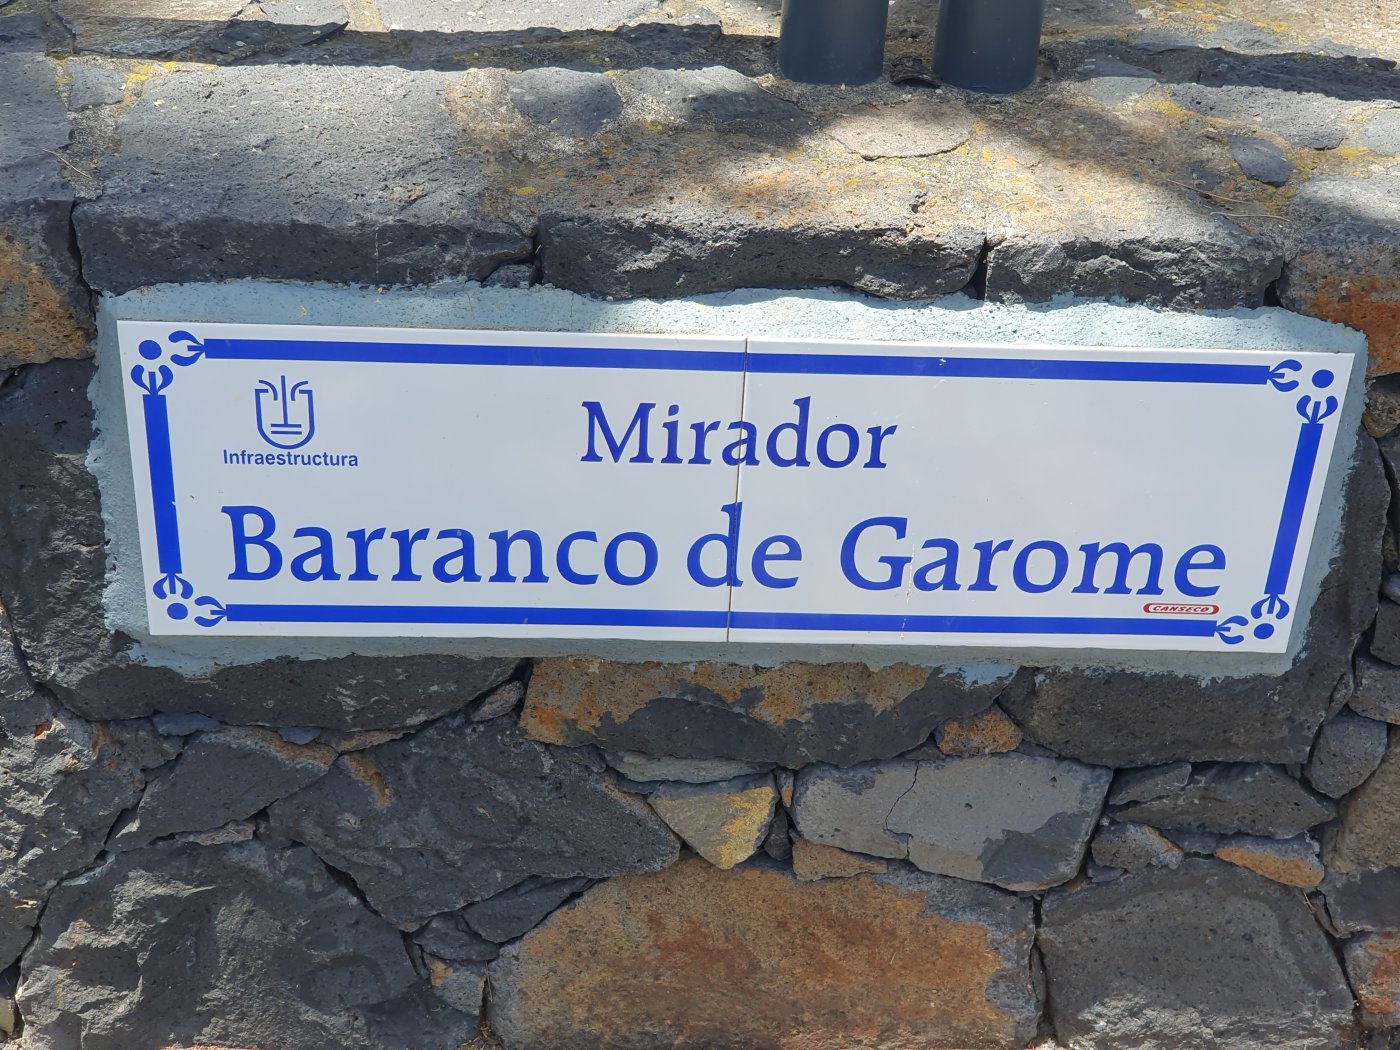 Infraestructura
Mirador
Barranco de Garome
CANSECO